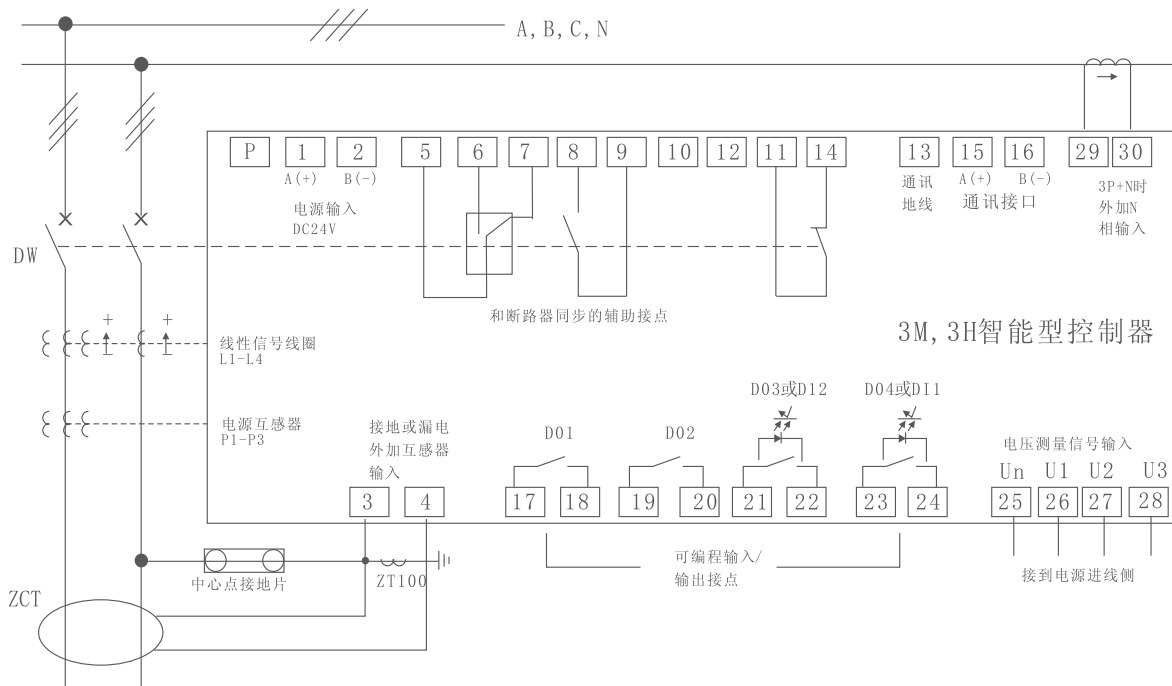 A, B, C, N
P
1
2
5
6
7
8
9
10
12
11
14
13
15
16
29
30
A(+)
B(-)
电源输入
DC24V
通讯
地线
A(+)
B(-)
通讯接口
3P+N时
外加N
相输入
DW
和断路器同步的辅助接点
3M, 3H智能型控制器
+
+
线性信号线圈
L1-L4
电源互感器
P1-P3
接地或漏电
外加互感器
输入
D01
D02
D03或D12
D04或DI1
电压测量信号输入
Un
U1
U2
U3
3
4
17
18
19
20
21
22
23
24
25
26
27
28
可编程输入/
输出接点
接到电源进线侧
中心点接地片
ZT100
ZCT